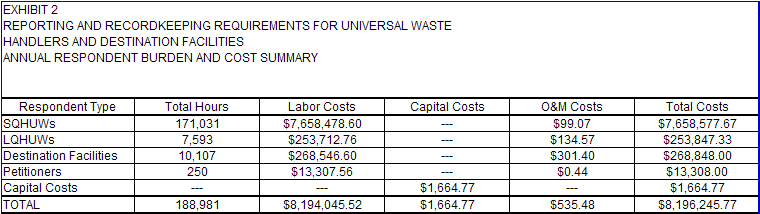 EXHIBIT 2
REPORTING AND RECORDKEEPING REQUIREMENTS FOR UNIVERSAL WASTE
HANDLERS AND DESTINATION FACILITIES
ANNUAL RESPONDENT BURDEN AND COST SUMMARY
Respondent Type Total Hours Labor Costs Capital Costs O&M Costs Total Costs
SQHUWs 171,031 $7,658,478.60 --- $99.07 $7,658,577.67
LQHUWs 7,593 $253,712.76 --- $134.57 $253,847.33
Destination Facilities 10,107 $268,546.60 --- $301.40 $268,848.00
Petitioners 250 $13,307.56 --- $0.44 $13,308.00
Capital Costs --- --- $1,664.77 --- $1,664.77
TOTAL 188,981 $8,194,045.52 $1,664.77 $535.48 $8,196,245.77